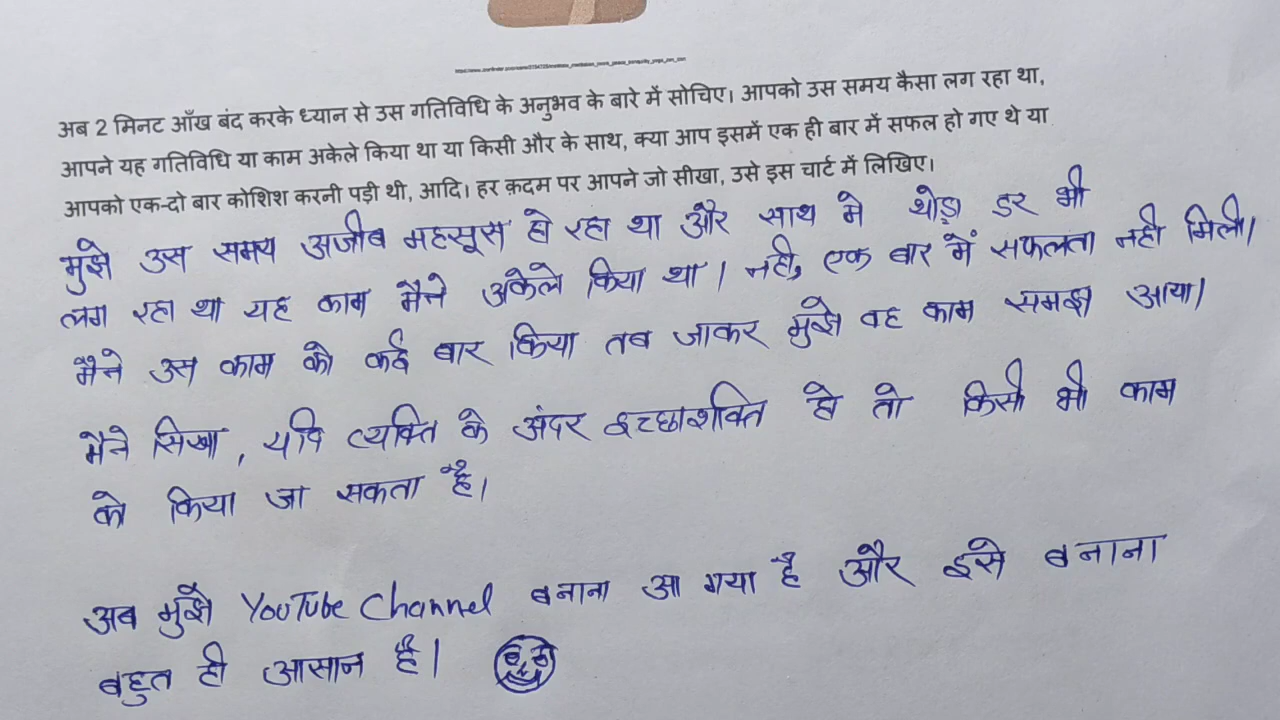 अब 2 मिनट आँख बंद करके ध्यान से उस गतिविधि के अनुभव के बारे में सोचिए। आपको उस समय कैसा लग रहा था,
आपने यह गतिविधि या काम अकेले किया था या किसी और के साथ, क्या आप इसमें एक ही बार में सफल हो गए थे या
आपको एक-दो बार कोशिश करनी पड़ी थी, आदि। हर क़दम पर आपने जो सीखा, उसे इस चार्ट में लिखिए।
मुझे उस समय अजीब महसूस हो रहा था और साथ मे थोड़ा डर भी
लग रहा था यह काम मैने अकेले किया था। नही, एक बार में सफलता नही मिली।
मैने उस काम को कई बार किया तब जाकर मुझे वह काम समझ आया।
मैने सिखा, यदि व्यक्ति के अंदर इच्छाशक्ति हो तो किसी भी काम
को किया जा सकता है।
अब मुझे YouTube Channel बनाना आ गया है और इसे बनाना
बहुत ही आसान है।